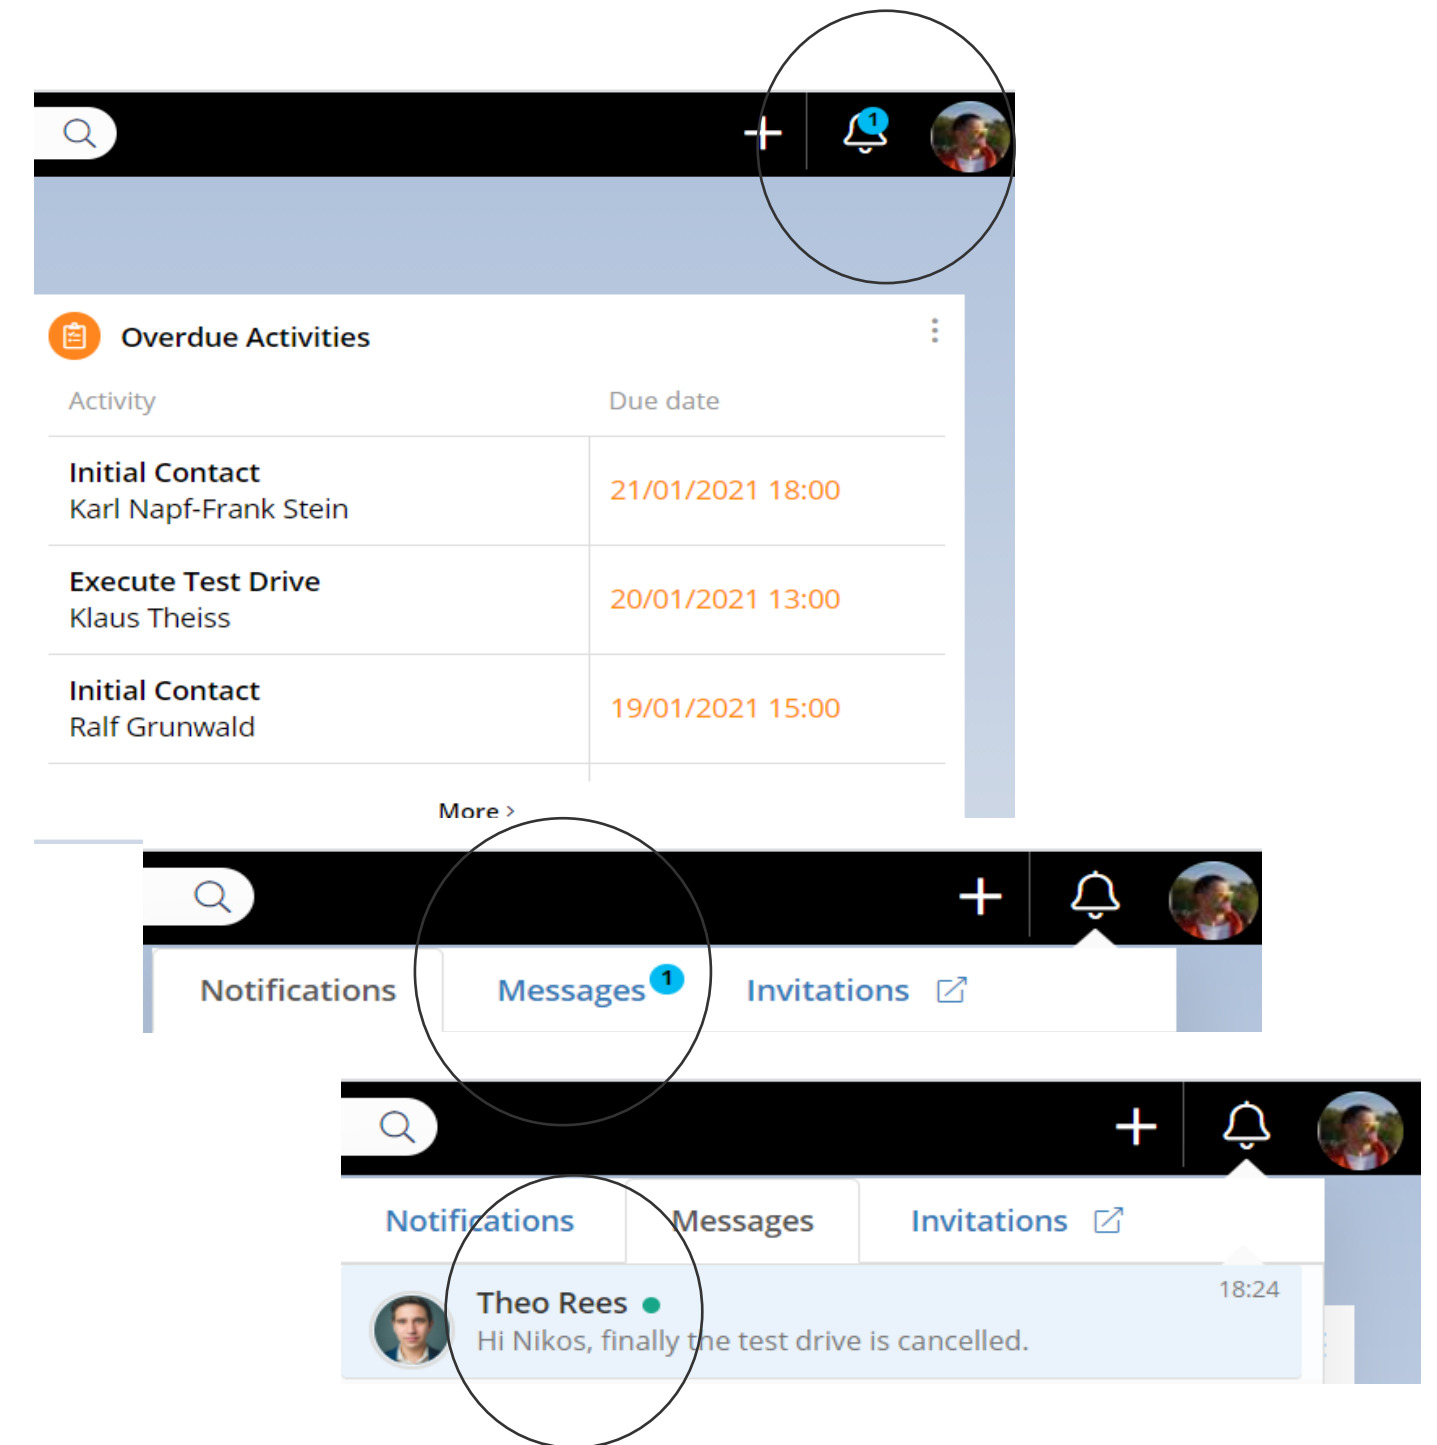 1
Overdue Activities
Activity Due date
Initial Contact
Karl Napf-Frank Stein
21/01/2021 18:00
Execute Test Drive
Klaus Theiss
20/01/2021 13:00
Initial Contact
Ralf Grunwald
19/01/2021 15:00
More >
Notifications Messages 1 Invitations
Notifications Messages Invitations
Theo Rees 18:24
Hi Nikos, finally the test drive is cancelled.